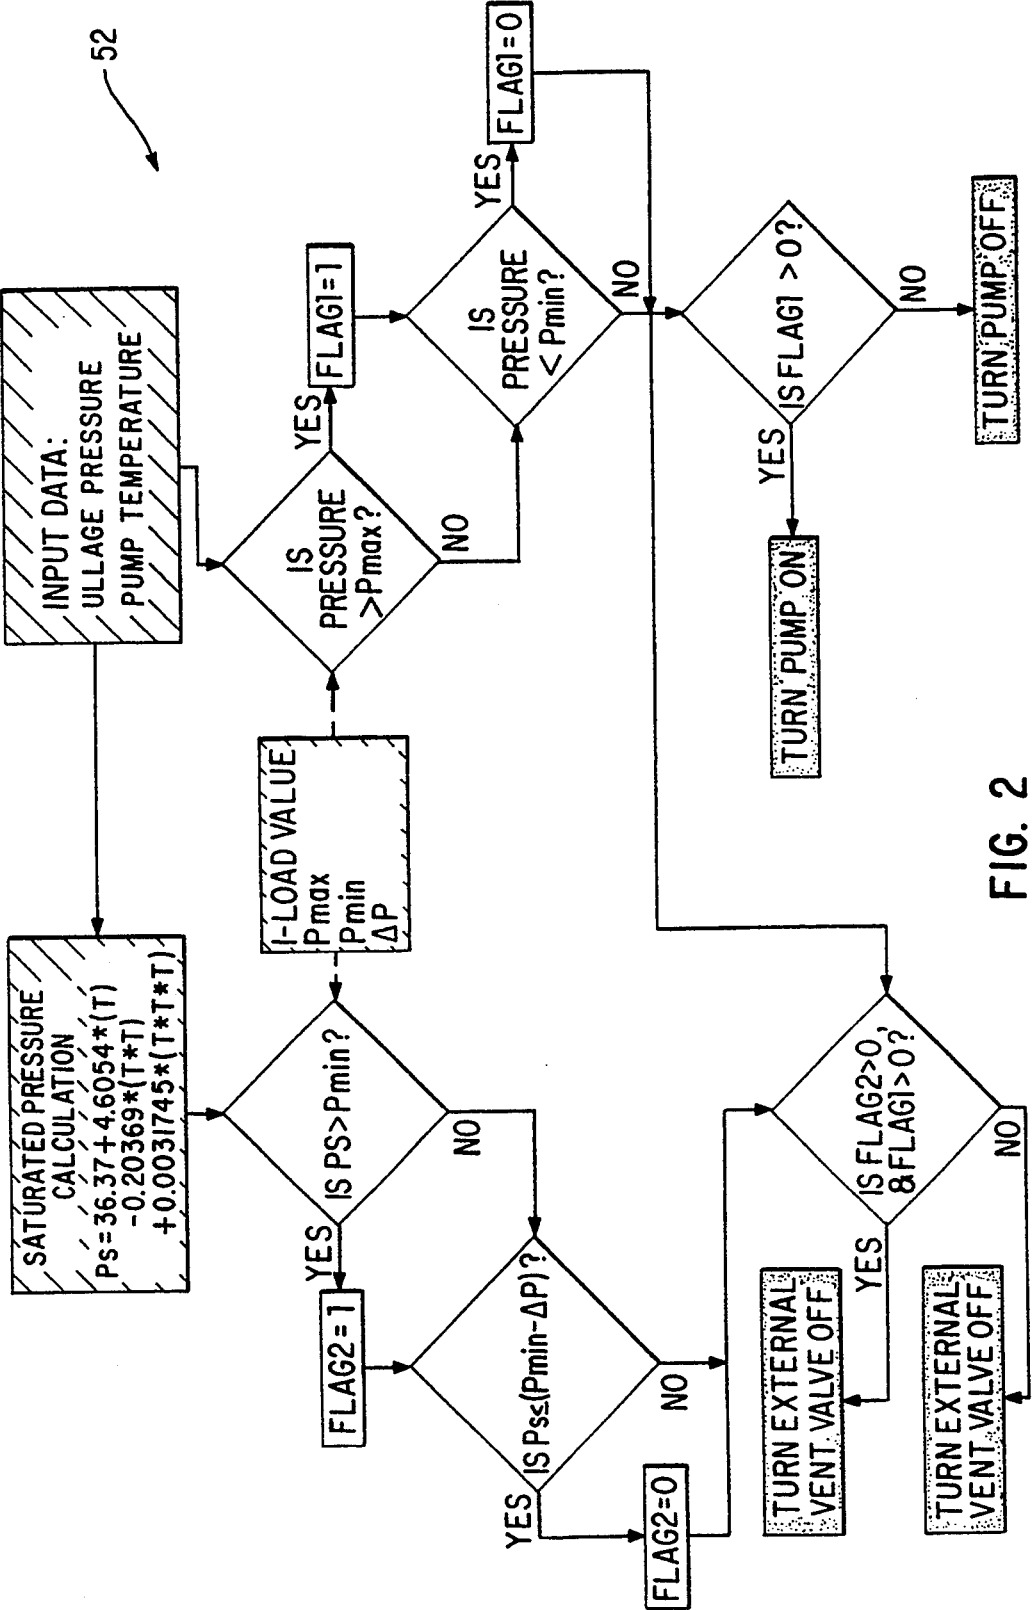 52
INPUT DATA:
ULLAGE PRESSURE
PUMP TEMPERATURE
SATURATED PRESSURE
CALCULATION
Ps=36.37+4.6054*(T)
-0.20369*(T*T)
+0.0031745*(T*T*T)
I-LOAD VALUE
Pmax
Pmin
ΔP
IS
PRESSURE
>Pmax?
YES
NO
FLAG1=1
IS
PRESSURE
< Pmin?
YES
NO
FLAG1=0
IS PS>Pmin?
YES
NO
FLAG2=1
IS Ps≤(Pmin-ΔP)?
YES
NO
FLAG2=0
IS FLAG1 >0?
YES
NO
TURN PUMP ON
TURN PUMP OFF
IS FLAG2>0,
& FLAG1>0?
YES
NO
TURN EXTERNAL
VENT VALVE OFF
TURN EXTERNAL
VENT VALVE OFF
FIG. 2